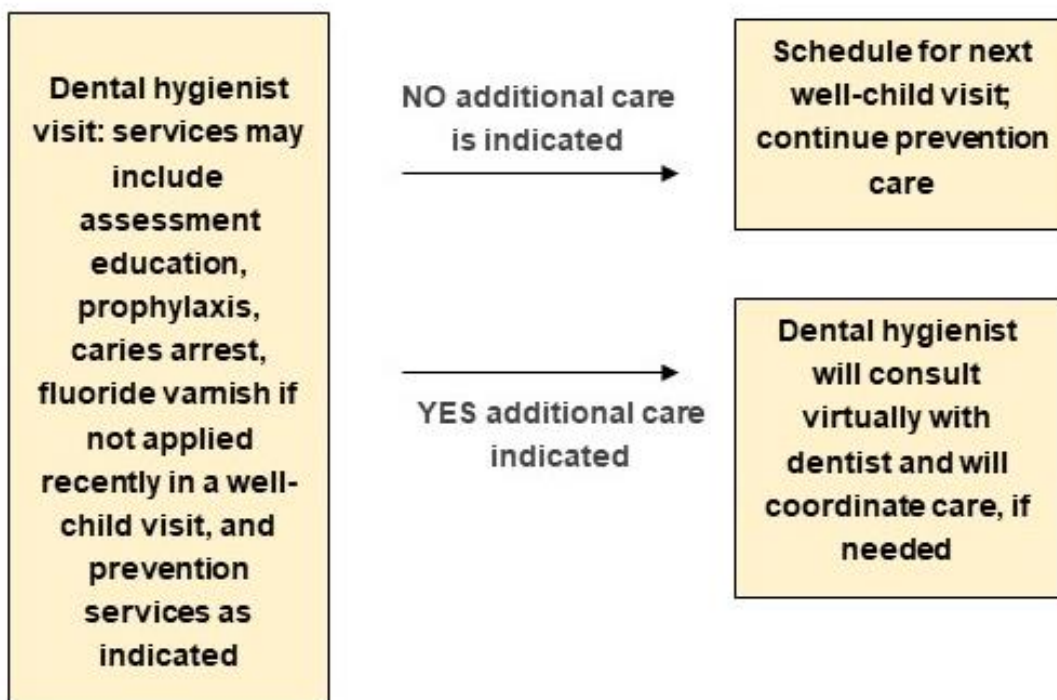 Dental hygienist
visit: services may
include
assessment
education,
prophylaxis,
caries arrest,
fluoride varnish if
not applied
recently in a well-
child visit, and
prevention
services as
indicated
NO additional care
is indicated
Schedule for next
well-child visit;
continue prevention
care
YES additional care
indicated
Dental hygienist
will consult
virtually with
dentist and will
coordinate care, if
needed